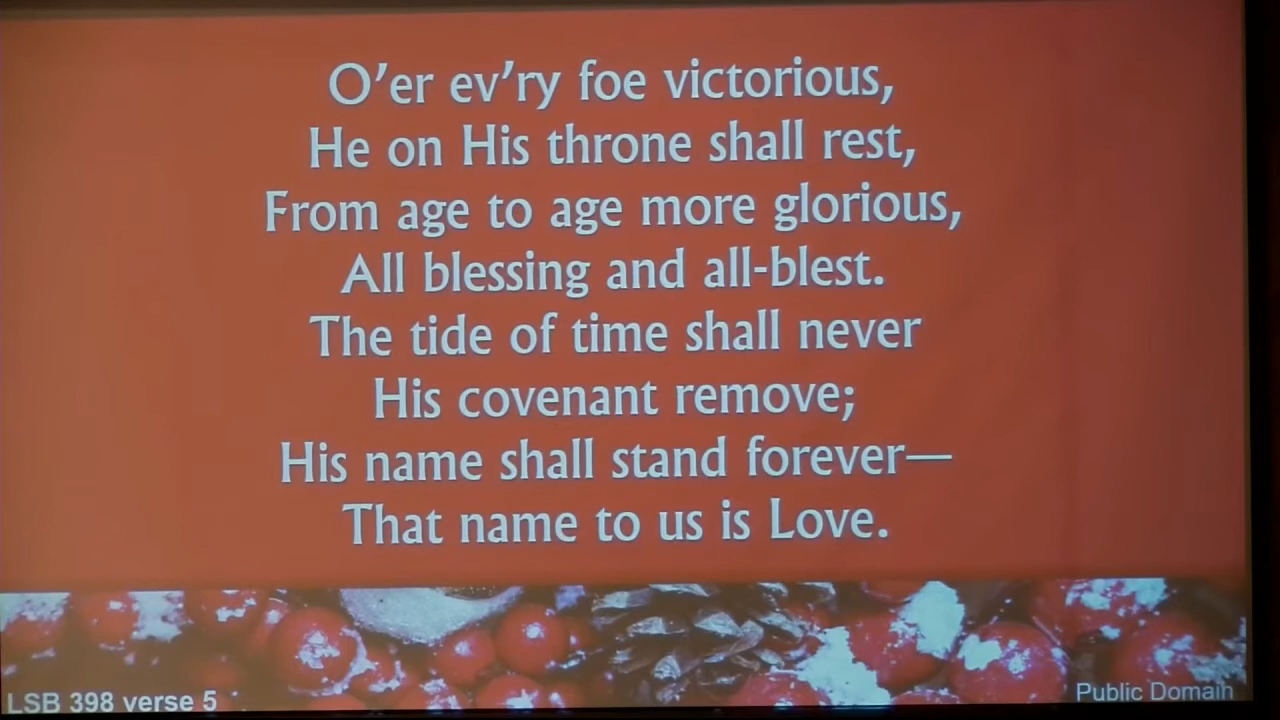 O’er ev’ry foe victorious,
He on His throne shall rest,
From age to age more glorious,
All blessing and all-blest.
The tide of time shall never
His covenant remove;
His name shall stand forever—
That name to us is Love.
LSB 398 verse 5
Public Domain